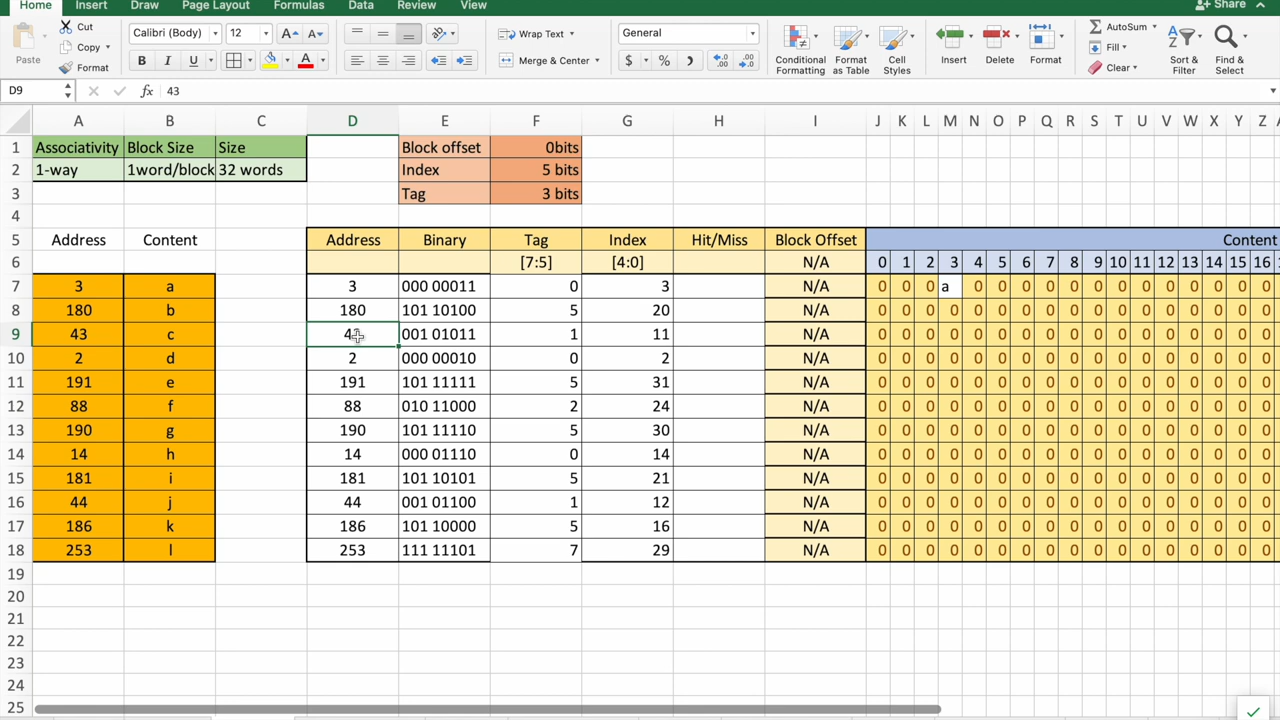 Home Insert Draw Page Layout Formulas Data Review View Share
Paste Cut Copy Format
Calibri (Body) 12 A A Wrap Text General
B I U A Merge & Center $ % 
Conditional Formatting Format as Table Cell Styles Insert Delete Format
AutoSum Fill Clear Sort & Filter Find & Select
D9 fx 43
A B C D E F G H I J K L M N O P Q R S T U V W X Y Z
1 Associativity Block Size Size Block offset 0bits
2 1-way 1word/block 32 words Index 5 bits
3 Tag 3 bits
4
5 Address Content Address Binary Tag Index Hit/Miss Block Offset Content
6 [7:5] [4:0] N/A 0 1 2 3 4 5 6 7 8 9 10 11 12 13 14 15 16
7 3 a 3 000 00011 0 3 N/A 0 0 0 a 0 0 0 0 0 0 0 0 0 0 0 0 0
8 180 b 180 101 10100 5 20 N/A 0 0 0 0 0 0 0 0 0 0 0 0 0 0 0 0 0
9 43 c 001 01011 1 11 N/A 0 0 0 0 0 0 0 0 0 0 0 0 0 0 0 0 0
10 2 d 2 000 00010 0 2 N/A 0 0 0 0 0 0 0 0 0 0 0 0 0 0 0 0 0
11 191 e 191 101 11111 5 31 N/A 0 0 0 0 0 0 0 0 0 0 0 0 0 0 0 0 0
12 88 f 88 010 11000 2 24 N/A 0 0 0 0 0 0 0 0 0 0 0 0 0 0 0 0 0
13 190 g 190 101 11110 5 30 N/A 0 0 0 0 0 0 0 0 0 0 0 0 0 0 0 0 0
14 14 h 14 000 01110 0 14 N/A 0 0 0 0 0 0 0 0 0 0 0 0 0 0 0 0 0
15 181 i 181 101 10101 5 21 N/A 0 0 0 0 0 0 0 0 0 0 0 0 0 0 0 0 0
16 44 j 44 001 01100 1 12 N/A 0 0 0 0 0 0 0 0 0 0 0 0 0 0 0 0 0
17 186 k 186 101 10000 5 16 N/A 0 0 0 0 0 0 0 0 0 0 0 0 0 0 0 0 0
18 253 l 253 111 11101 7 29 N/A 0 0 0 0 0 0 0 0 0 0 0 0 0 0 0 0 0
19
20
21
22
23
24
25